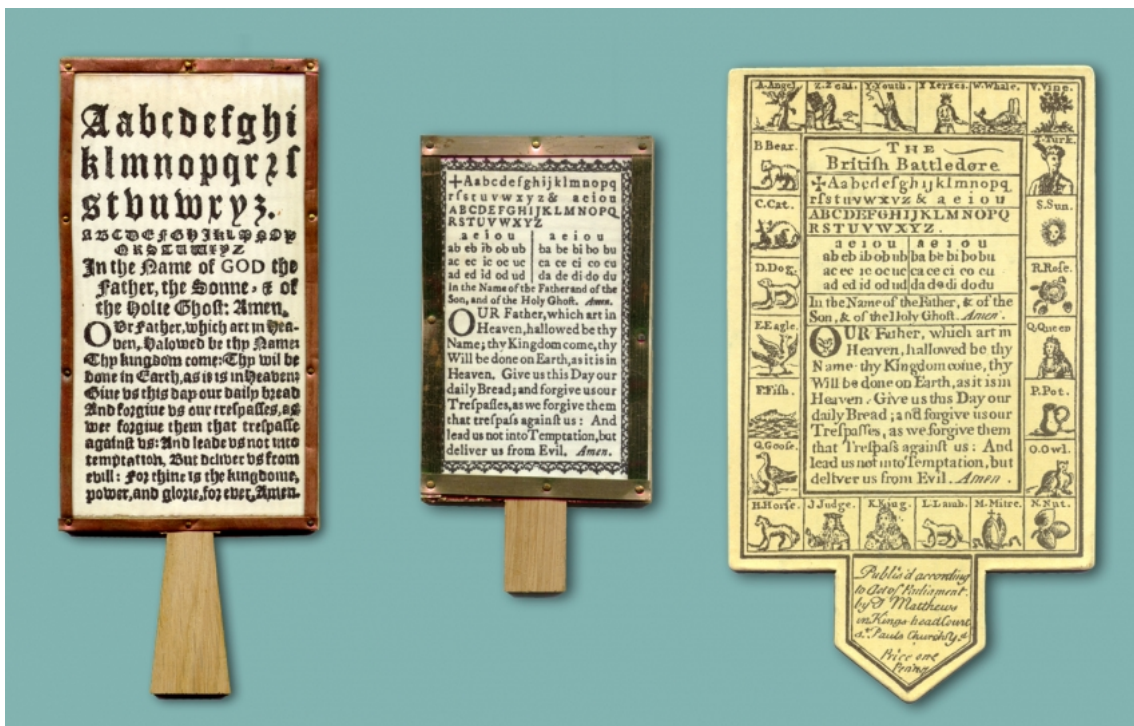 Aabcdefghi
klmnopqrꝛſ
stvuwxyz.
In the Name of GOD the
Father, the Sonne, & of
the Holie Ghost: Amen.
OUr Father, which art in Hea-
ven, Halowed be thy Name:
Thy kingdom come: Thy wil be
done in Earth, as it is in Heaven:
Giue vs this day our daily bread
And forgiue vs our treſpaſſes, as
wee forgiue them that treſpaſſe
againſt vs: And leade vs not into
temptation, But deliver vs from
evill: For thine is the kingdome,
power, and glorie, for ever, Amen.
+Aabcdefghijklmnopq
rſstuvwxyz& aeiou
ABCDEFGHIJKLMNOPQ
RSTUVWXYZ
a e i o u a e i o u
ab eb ib ob ub ba be bi bo bu
ac ec ic oc uc ca ce ci co cu
ad ed id od ud da de di do du
In the Name of the Father and of the
Son, and of the Holy Ghoſt. Amen.
OUR Father, which art in
Heaven, hallowed be thy
Name; thy Kingdom come, thy
Will be done on Earth, as it is in
Heaven. Give us this Day our
daily Bread; and forgive us our
Treſpaſſes, as we forgive them
that treſpaſs againſt us: And
lead us not into Temptation, but
deliver us from Evil. Amen.
A.Angel. Z.Zeal. Y.Youth. X Xerxes. W.Whale. V.Vine.
B Bear.
C.Cat.
D.Dog.
E.Eagle.
F.Fiſh.
G.Gooſe.
THE
Britiſh Battledore
✠Aabcdefghijklmnopq
rſstuvwxyz & a e i o u
ABCDEFGHIJKLMNOPQ
RSTUVWXYZ.
a e i o u a e i o u
ab eb ib ob ub ba be bi bo bu
ac ec ic oc uc ca ce ci co cu
ad ed id od ud da de di do du
In the Name of the Father, & of the
Son, & of the Holy Ghoſt. Amen.
OUR Father, which art in
Heaven, hallowed be thy
Name thy Kingdom come, thy
Will be done on Earth, as it is in
Heaven. Give us this Day our
daily Bread; and forgive us our
Treſpaſſes, as we forgive them
that Treſpaſs againſt us: And
lead us not into Temptation, but
deliver us from Evil. Amen.
T.Turk.
S.Sun.
R.Roſe.
Q.Queen
P.Pot.
O.Owl.
H.Horſe. J Judge. K.King. L.Lamb. M.Mitre. N.Nut.
Publis'd according
to Act of Parliament.
by Matthews
in Kings-head Court
St. Pauls Church Yd
Price one
Penny